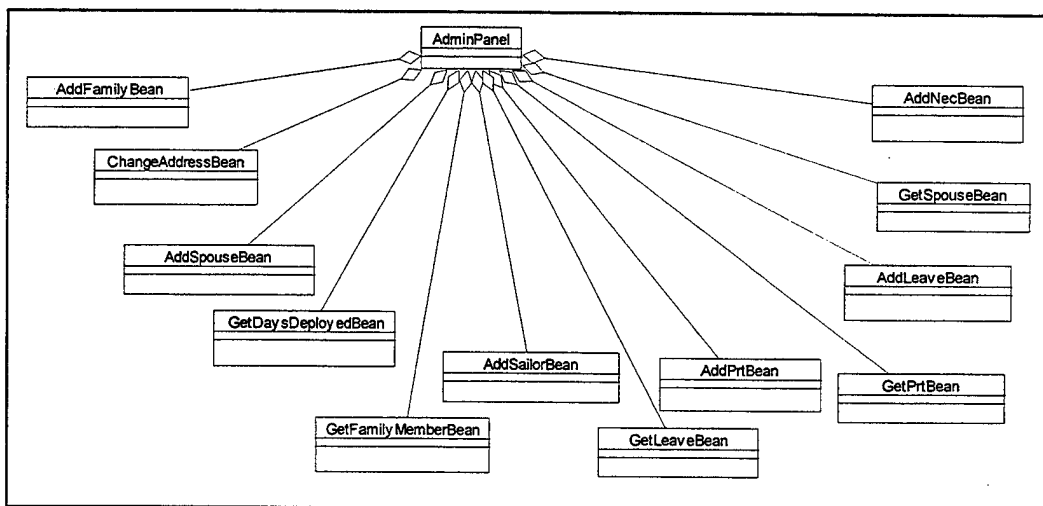 AdminPanel
AddFamilyBean
AddNecBean
ChangeAddressBean
GetSpouseBean
AddSpouseBean
AddLeaveBean
GetDaysDeployedBean
AddSailorBean
AddPrtBean
GetPrtBean
GetFamilyMemberBean
GetLeaveBean